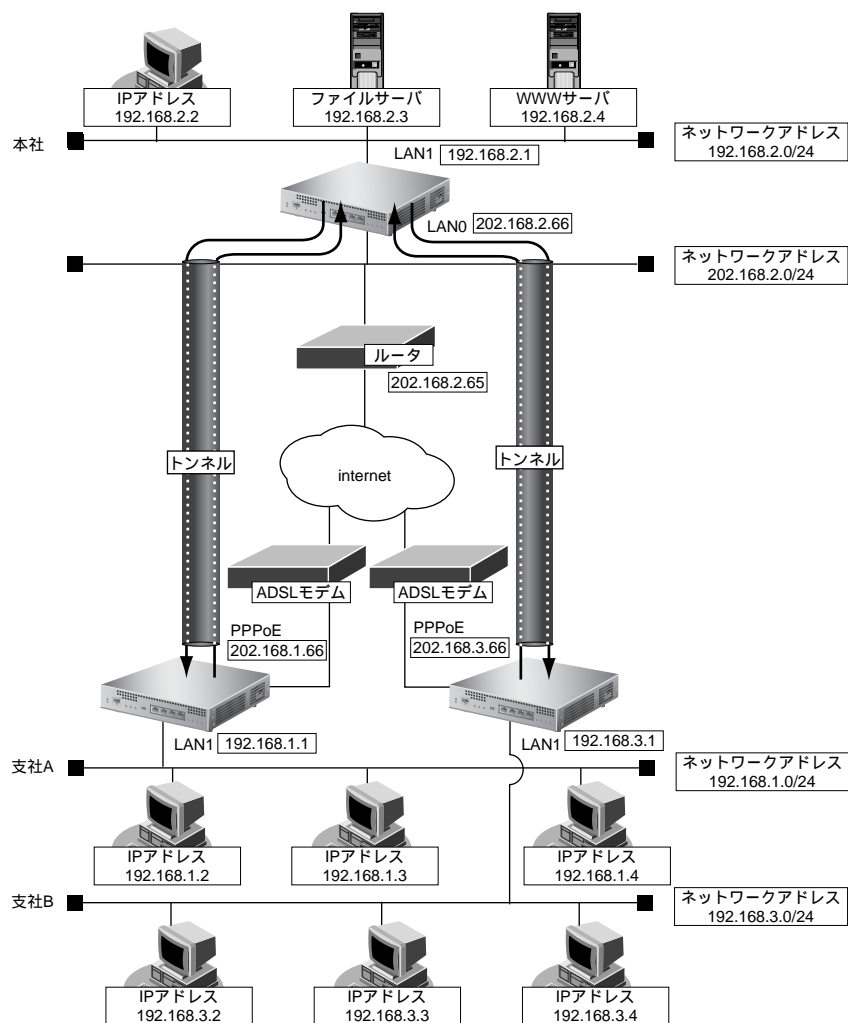 IPアドレス
192.168.2.2
ファイルサーバ
192.168.2.3
WWWサーバ
192.168.2.4
本社
ネットワークアドレス
192.168.2.0/24
LAN1 192.168.2.1
LAN0 202.168.2.66
ネットワークアドレス
202.168.2.0/24
ルータ
202.168.2.65
トンネル
internet
トンネル
ADSLモデム
ADSLモデム
PPPoE
202.168.1.66
PPPoE
202.168.3.66
LAN1 192.168.1.1
LAN1 192.168.3.1
支社A
ネットワークアドレス
192.168.1.0/24
IPアドレス
192.168.1.2
IPアドレス
192.168.1.3
IPアドレス
192.168.1.4
支社B
ネットワークアドレス
192.168.3.0/24
IPアドレス
192.168.3.2
IPアドレス
192.168.3.3
IPアドレス
192.168.3.4